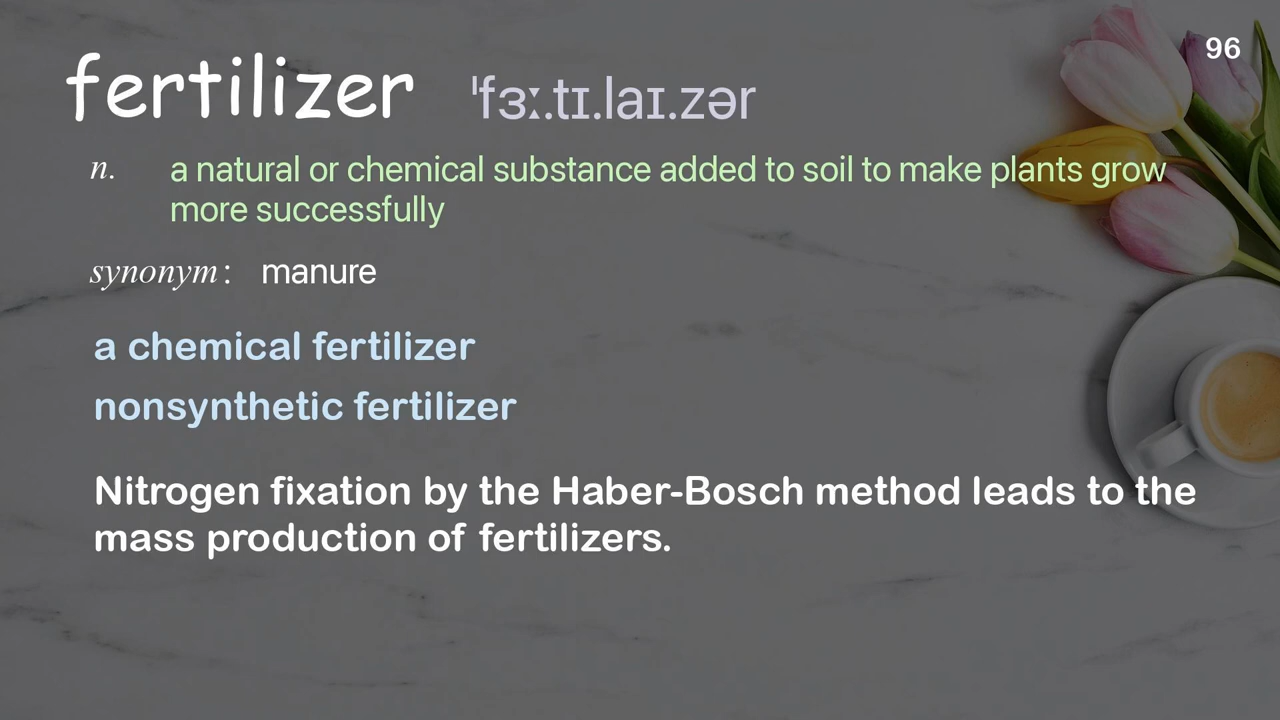 96
fertilizer ˈfɜː.tɪ.laɪ.zər
n. a natural or chemical substance added to soil to make plants grow
more successfully
synonym : manure
a chemical fertilizer
nonsynthetic fertilizer
Nitrogen fixation by the Haber-Bosch method leads to the
mass production of fertilizers.